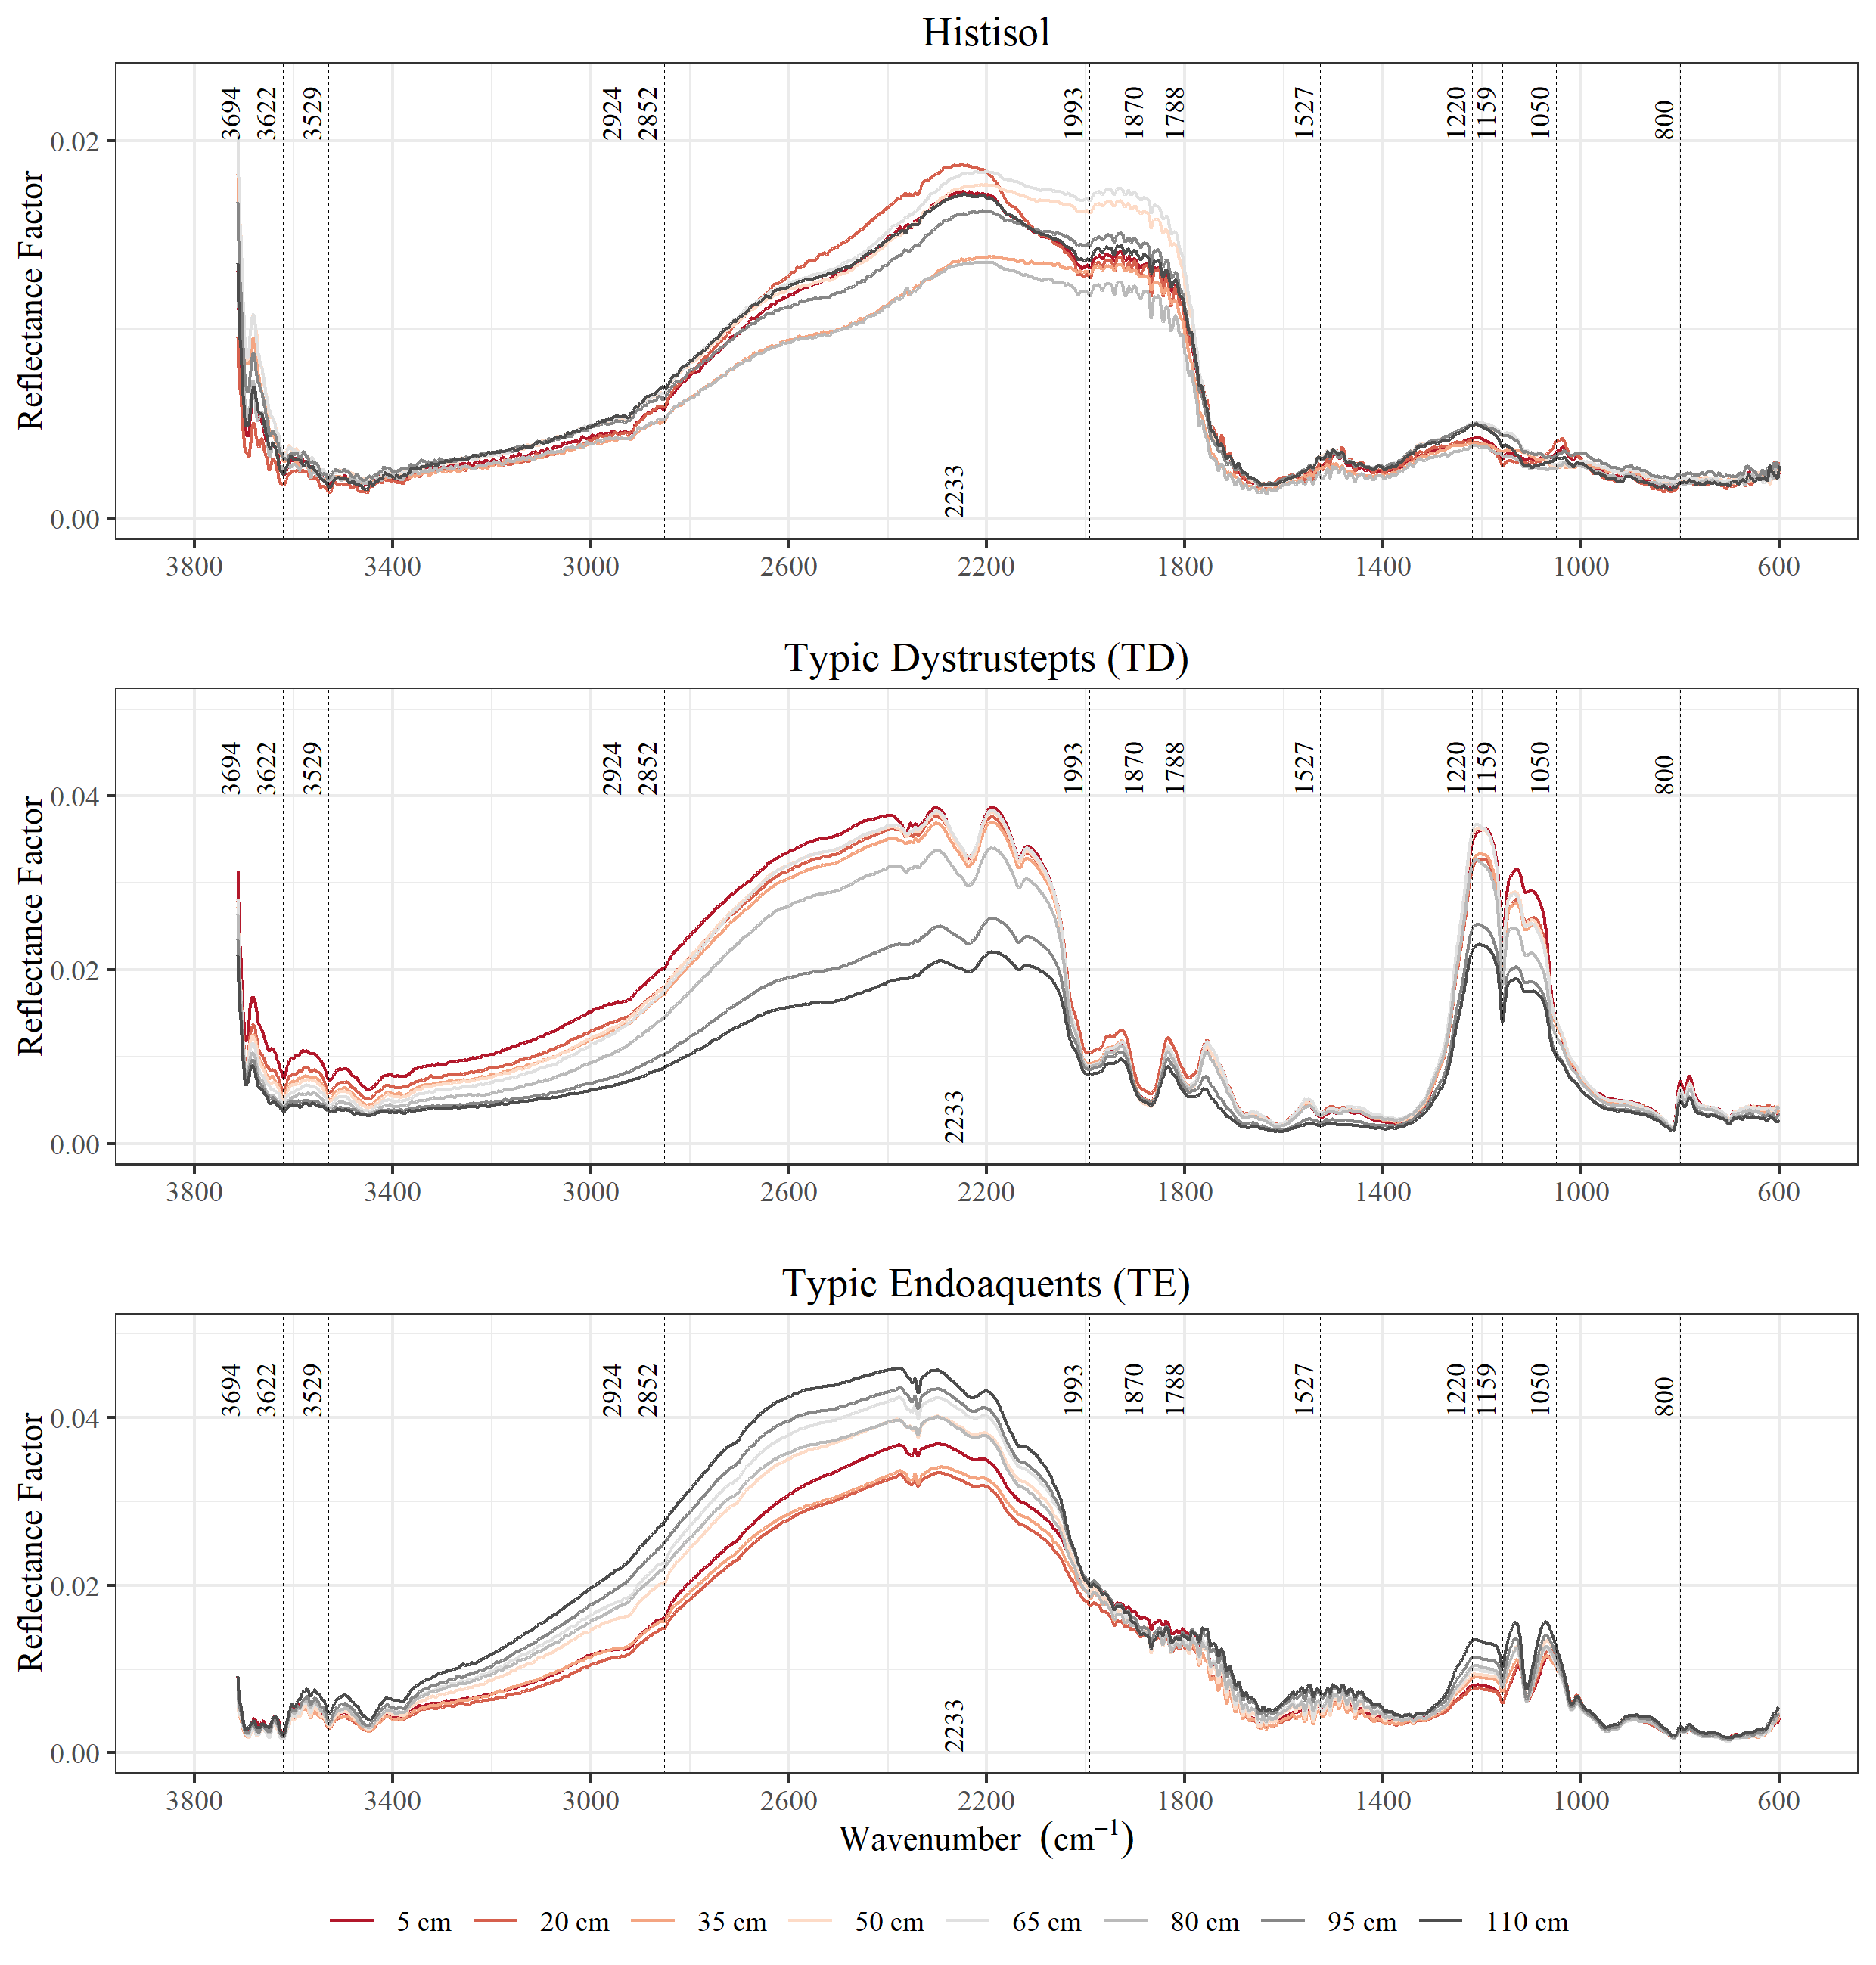 Histisol
3694 3622 3529 2924 2852 1993 1870 1788 1527 1220 1159 1050 800
2233
0.02
0.00
Reflectance Factor
3800 3400 3000 2600 2200 1800 1400 1000 600
Typic Dystrustepts (TD)
3694 3622 3529 2924 2852 1993 1870 1788 1527 1220 1159 1050 800
2233
0.04
0.02
0.00
Reflectance Factor
3800 3400 3000 2600 2200 1800 1400 1000 600
Typic Endoaquents (TE)
3694 3622 3529 2924 2852 1993 1870 1788 1527 1220 1159 1050 800
2233
0.04
0.02
0.00
Reflectance Factor
3800 3400 3000 2600 2200 1800 1400 1000 600
Wavenumber (cm⁻¹)
5 cm 20 cm 35 cm 50 cm 65 cm 80 cm 95 cm 110 cm